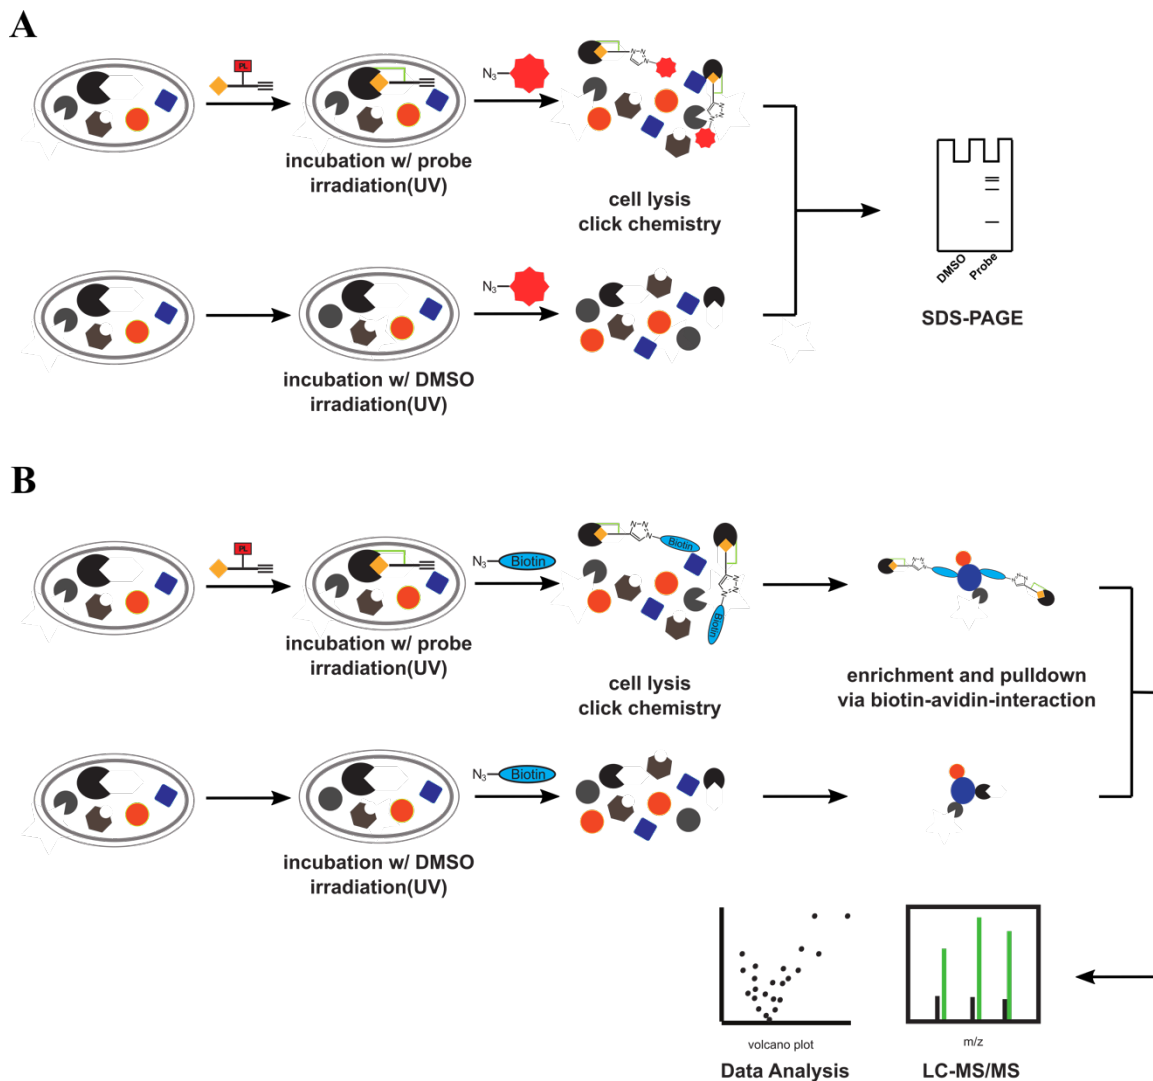 A
PL
N₃
N
N
N
N
N
N
incubation w/ probe
irradiation(UV)
cell lysis
click chemistry
DMSO
Probe
SDS-PAGE
N₃
incubation w/ DMSO
irradiation(UV)
B
PL
N₃
Biotin
N
N
N
Biotin
N
N
N
Biotin
N
N
N
N
N
N
incubation w/ probe
irradiation(UV)
cell lysis
click chemistry
enrichment and pulldown
via biotin-avidin-interaction
N₃
Biotin
incubation w/ DMSO
irradiation(UV)
volcano plot
Data Analysis
m/z
LC-MS/MS